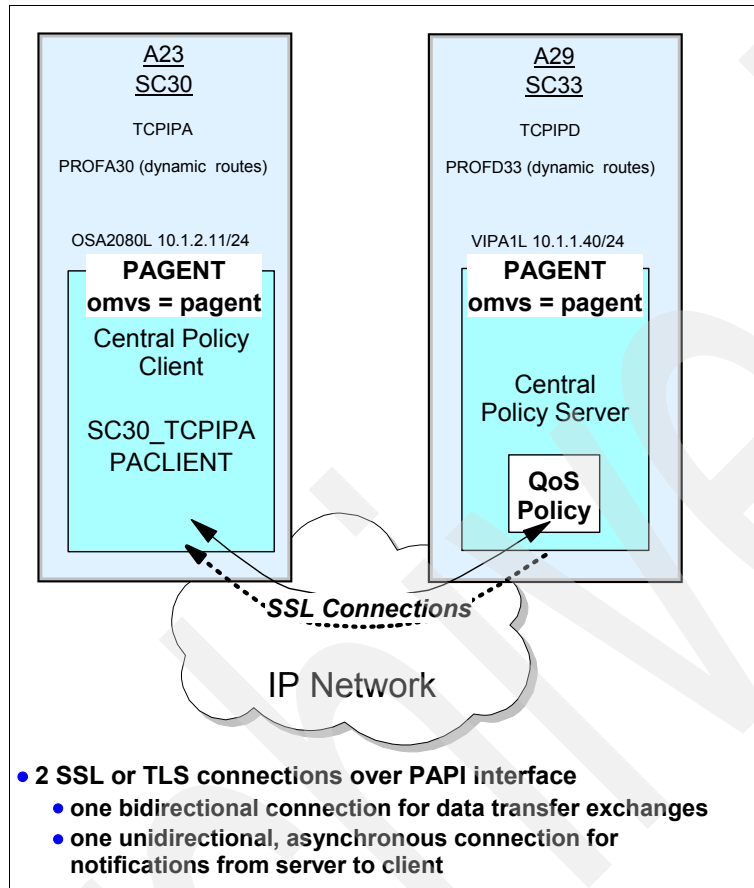 A23
SC30
TCPIPA
PROFA30 (dynamic routes)
OSA2080L 10.1.2.11/24
PAGENT
omvs = pagent
Central Policy
Client
SC30_TCPIPA
PACLIENT
A29
SC33
TCPIPD
PROFD33 (dynamic routes)
VIPA1L 10.1.1.40/24
PAGENT
omvs = pagent
Central
Policy Server
QoS
Policy
SSL Connections
IP Network
• 2 SSL or TLS connections over PAPI interface
• one bidirectional connection for data transfer exchanges
• one unidirectional, asynchronous connection for
notifications from server to client